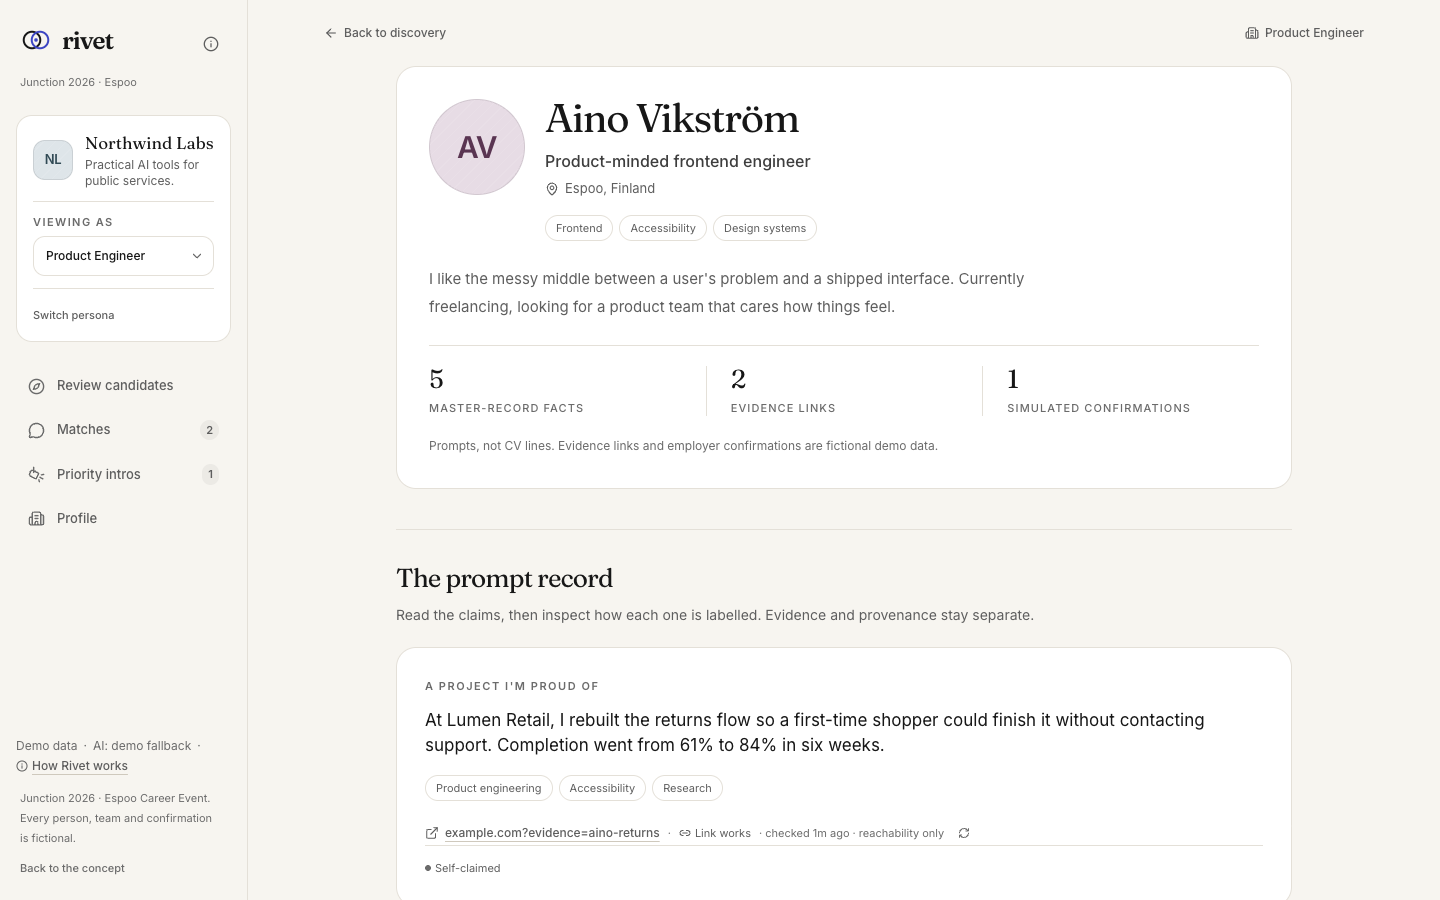 rivet
Junction 2026 · Espoo
NL
Northwind Labs
Practical AI tools for
public services.
VIEWING AS
Product Engineer
Switch persona
Review candidates
Matches
2
Priority intros
1
Profile
Demo data · AI: demo fallback ·
How Rivet works
Junction 2026 · Espoo Career Event.
Every person, team and confirmation
is fictional.
Back to the concept
Back to discovery
Product Engineer
AV
Aino Vikström
Product-minded frontend engineer
Espoo, Finland
Frontend
Accessibility
Design systems
I like the messy middle between a user's problem and a shipped interface. Currently
freelancing, looking for a product team that cares how things feel.
5
MASTER-RECORD FACTS
2
EVIDENCE LINKS
1
SIMULATED CONFIRMATIONS
Prompts, not CV lines. Evidence links and employer confirmations are fictional demo data.
The prompt record
Read the claims, then inspect how each one is labelled. Evidence and provenance stay separate.
A PROJECT I'M PROUD OF
At Lumen Retail, I rebuilt the returns flow so a first-time shopper could finish it without contacting
support. Completion went from 61% to 84% in six weeks.
Product engineering
Accessibility
Research
example.com?evidence=aino-returns · Link works · checked 1m ago · reachability only
Self-claimed